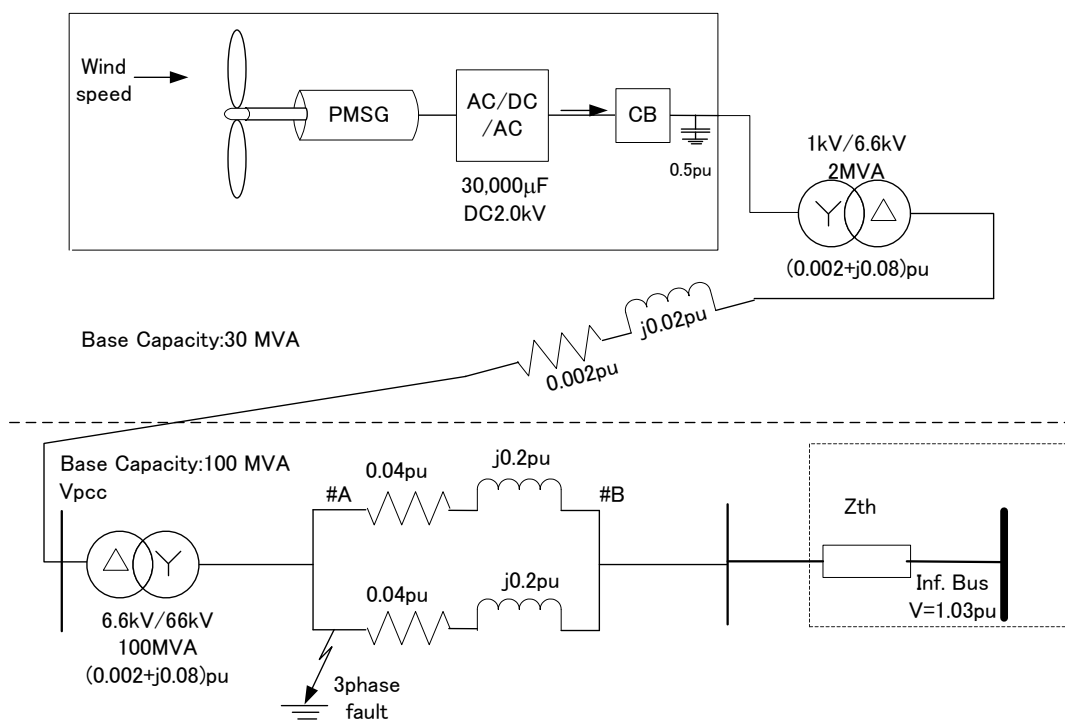 Wind
speed
PMSG
AC/DC
/AC
30,000μF
DC2.0kV
CB
0.5pu
1kV/6.6kV
2MVA
(0.002+j0.08)pu
j0.02pu
0.002pu
Base Capacity:30 MVA
Base Capacity:100 MVA
Vpcc
6.6kV/66kV
100MVA
(0.002+j0.08)pu
#A
0.04pu
j0.2pu
#B
0.04pu
j0.2pu
3phase
fault
Zth
Inf. Bus
V=1.03pu